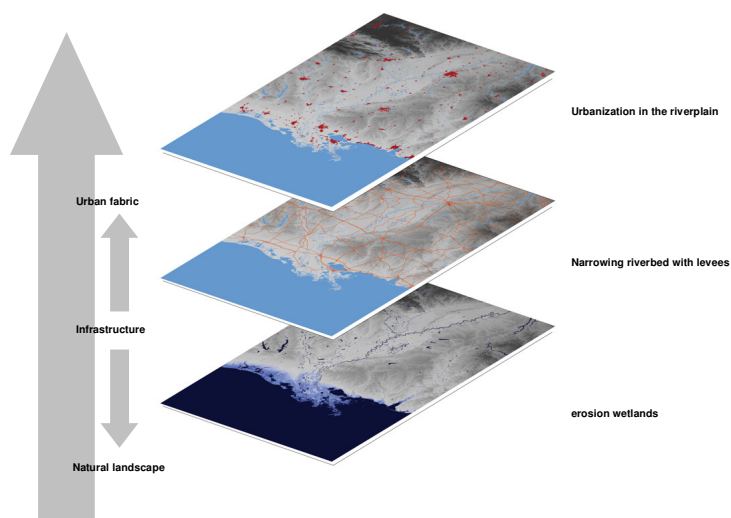 Urbanization in the riverplain
Urban fabric
Narrowing riverbed with levees
Infrastructure
erosion wetlands
Natural landscape